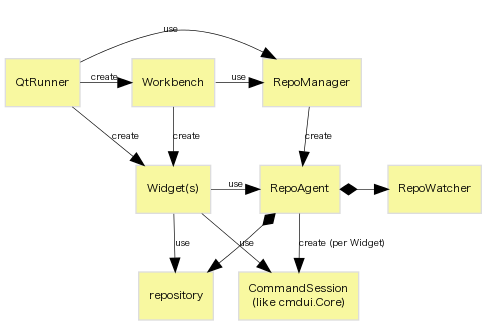 use
QtRunner
create
Workbench
use
RepoManager
create
create
create
Widget(s)
use
RepoAgent
RepoWatcher
use
use
create (per Widget)
repository
CommandSession
(like cmdui.Core)